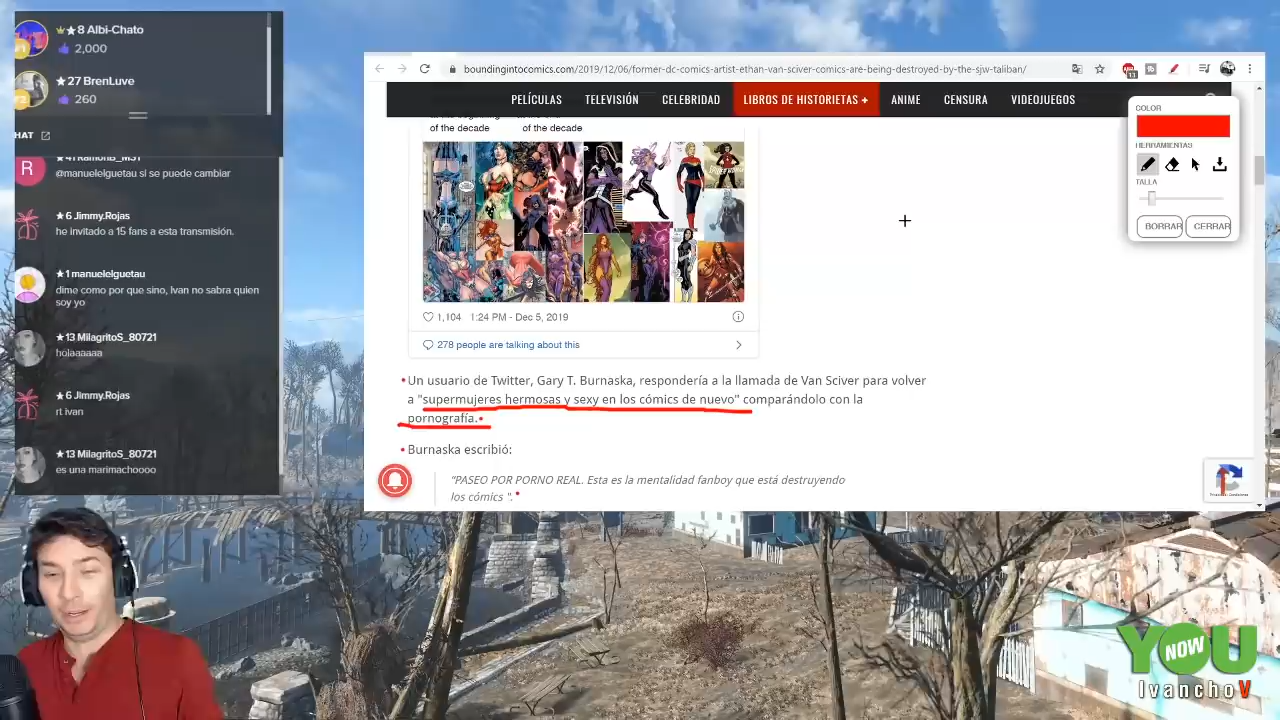 8 Albi-Chato
2,000
27 BrenLuve
260
HAT
@manuelelguetau si se puede cambiar
6 Jimmy.Rojas
he invitado a 15 fans a esta transmisión.
1 manuelelguetau
dime como por que sino, Ivan no sabra quien
soy yo
13 MilagritoS_80721
holaaaaaa
6 Jimmy.Rojas
rt ivan
13 MilagritoS_80721
es una marimachoooo
boundingintocomics.com/2019/12/06/former-dc-comics-artist-ethan-van-sciver-comics-are-being-destroyed-by-the-sjw-taliban/
PELÍCULAS TELEVISIÓN CELEBRIDAD LIBROS DE HISTORIETAS + ANIME CENSURA VIDEOJUEGOS
of the decade of the decade
1,104 1:24 PM - Dec 5, 2019
278 people are talking about this
Un usuario de Twitter, Gary T. Burnaska, respondería a la llamada de Van Sciver para volver
a "supermujeres hermosas y sexy en los cómics de nuevo" comparándolo con la
pornografía.
Burnaska escribió:
"PASEO POR PORNO REAL. Esta es la mentalidad fanboy que está destruyendo
los cómics ".
COLOR
HERRAMIENTAS
TALLA
BORRAR CERRAR
YOU
NOW
IvanchoV